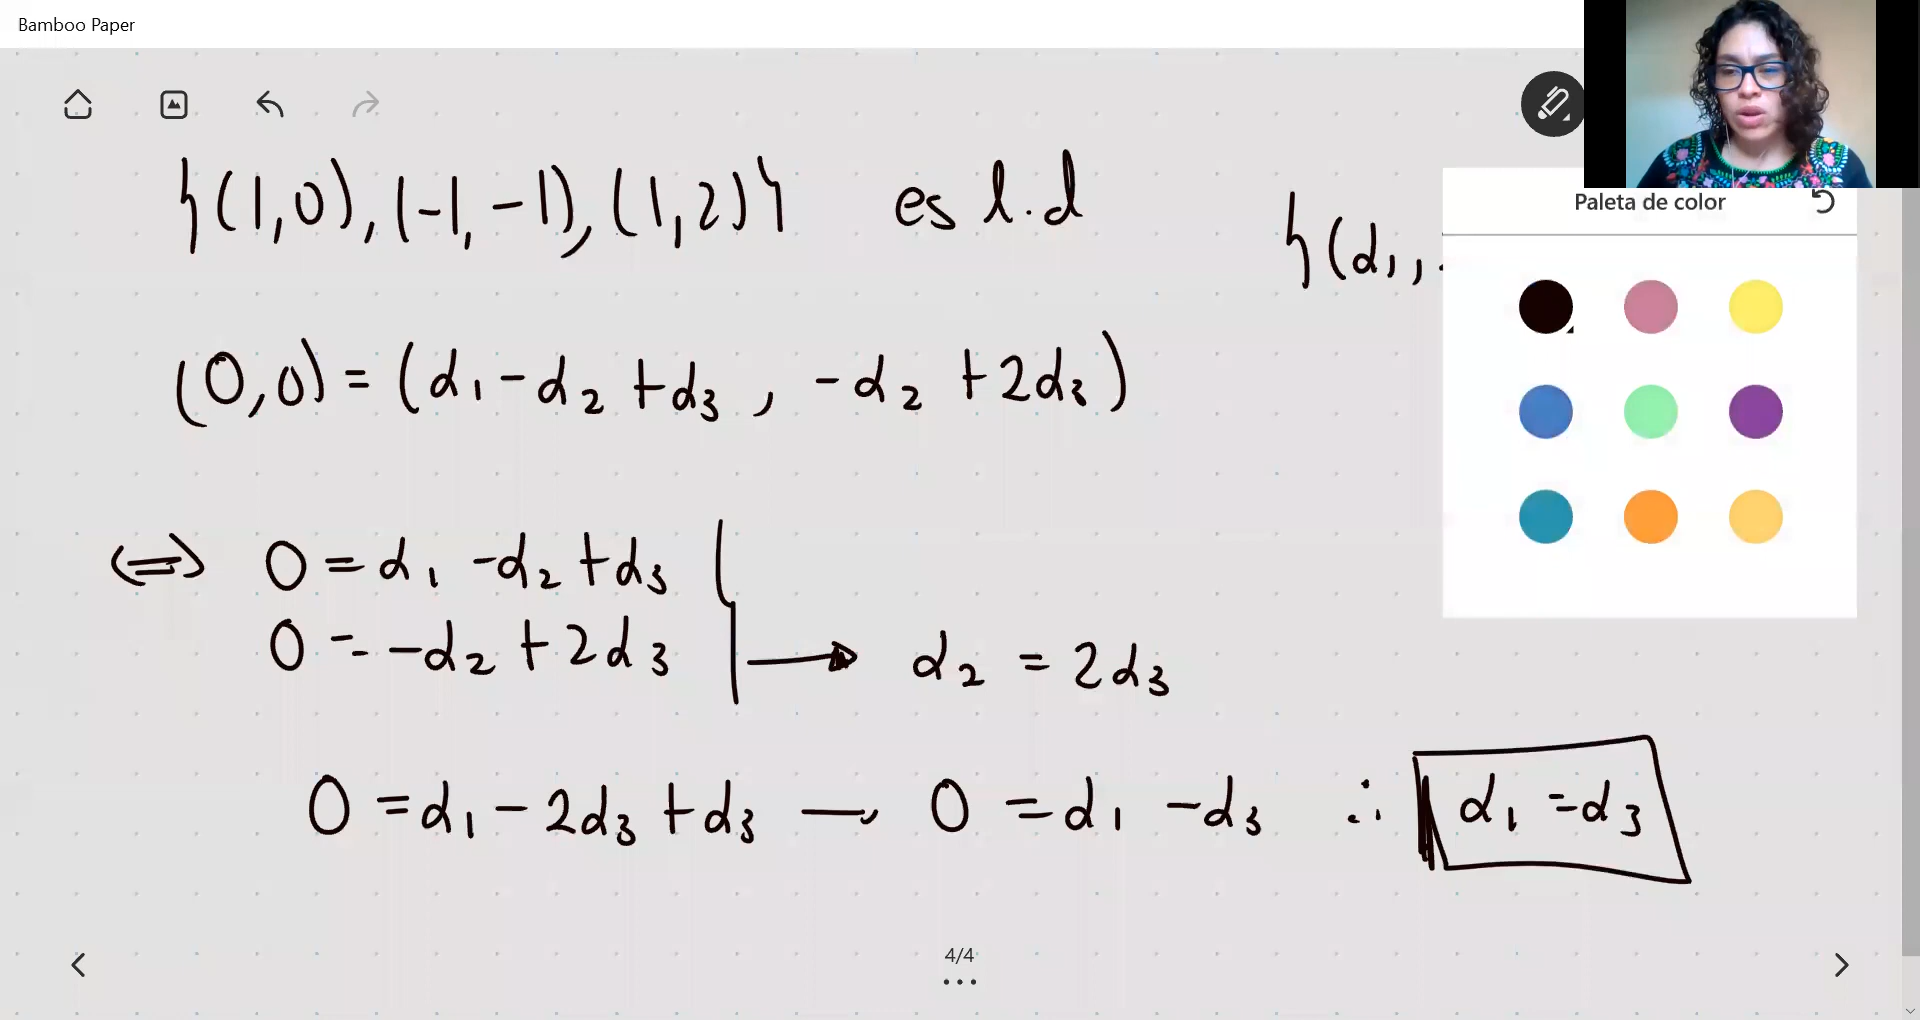 Bamboo Paper
{(1,0), (-1,-1), (1,2)} es l.d
{(α₁,
Paleta de color
(0,0) = (α₁ - α₂ + α₃ , -α₂ + 2α₃)
⟺ 0 = α₁ - α₂ + α₃
0 = -α₂ + 2α₃ → α₂ = 2α₃
0 = α₁ - 2α₃ + α₃ → 0 = α₁ - α₃ ∴ α₁ = α₃
4/4